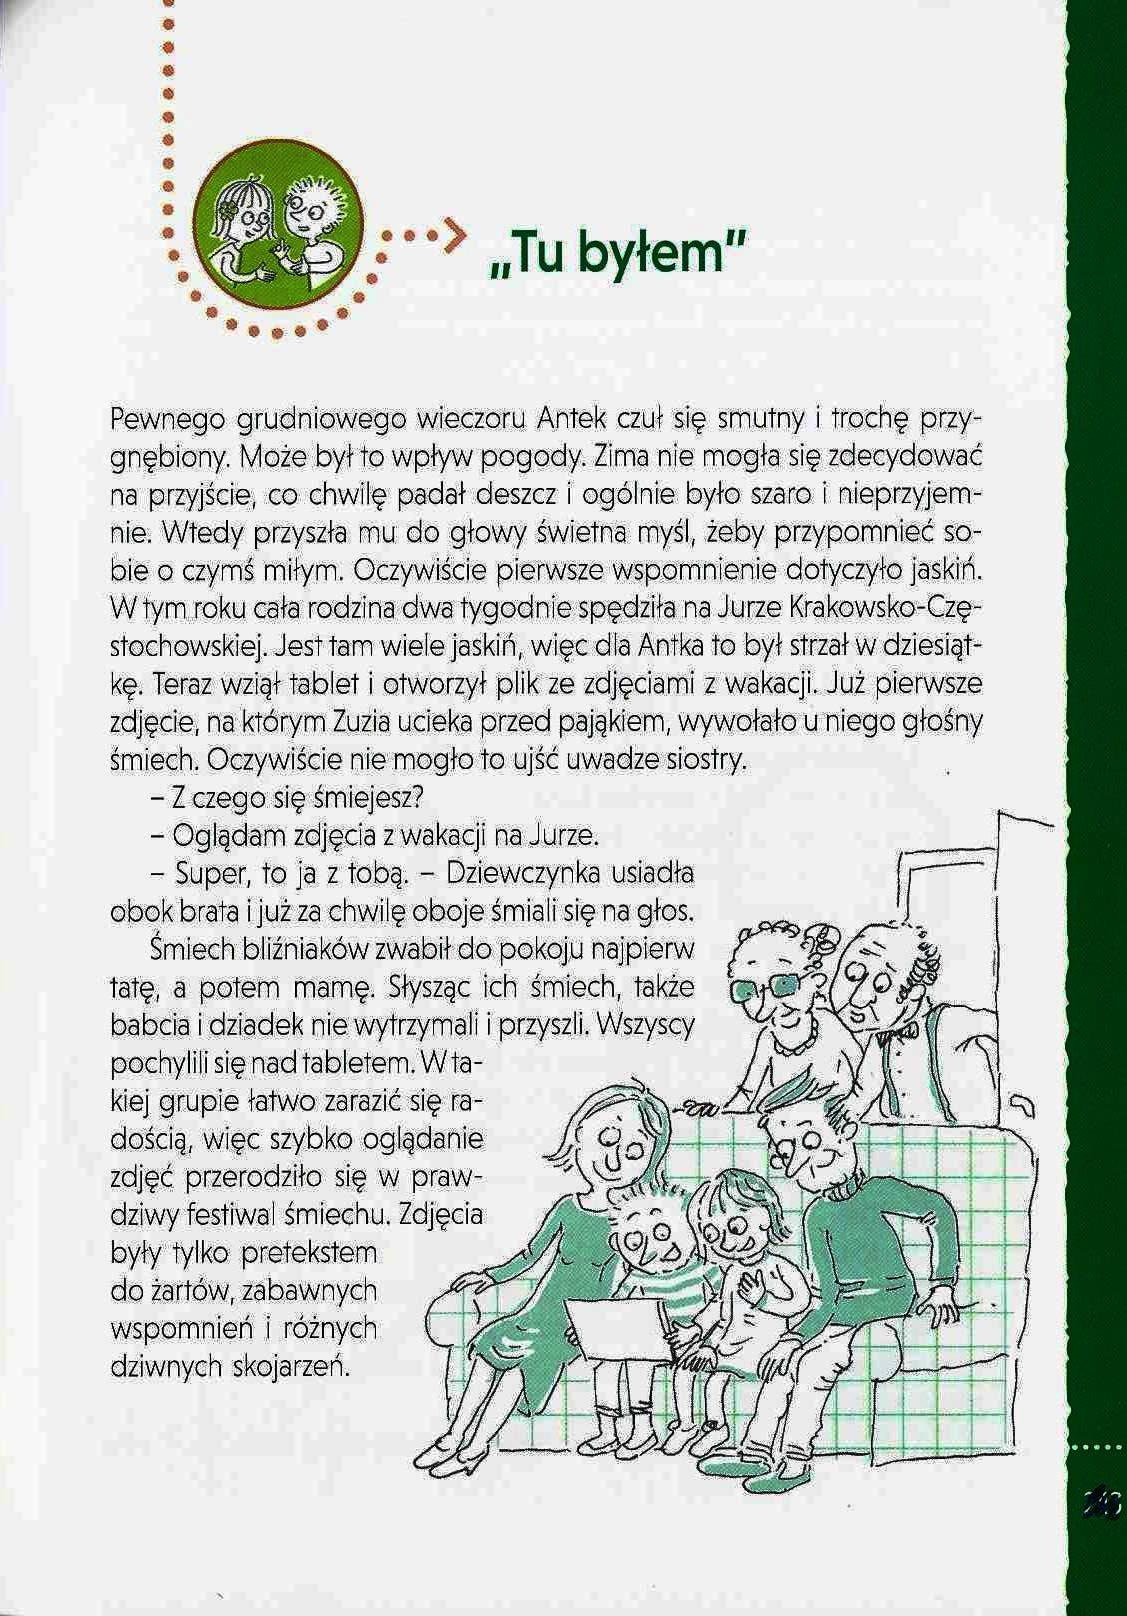 „Tu byłem"
Pewnego grudniowego wieczoru Antek czuł się smutny i trochę przy-
gnębiony. Może był to wpływ pogody. Zima nie mogła się zdecydować
na przyjście, co chwilę padał deszcz i ogólnie było szaro i nieprzyjem-
nie. Wtedy przyszła mu do głowy świetna myśl, żeby przypomnieć so-
bie o czymś miłym. Oczywiście pierwsze wspomnienie dotyczyło jaskiń.
W tym roku cała rodzina dwa tygodnie spędziła na Jurze Krakowsko-Czę-
stochowskiej. Jest tam wiele jaskiń, więc dla Antka to był strzał w dziesiąt-
kę. Teraz wziął tablet i otworzył plik ze zdjęciami z wakacji. Już pierwsze
zdjęcie, na którym Zuzia ucieka przed pająkiem, wywołało u niego głośny
śmiech. Oczywiście nie mogło to ujść uwadze siostry.
– Z czego się śmiejesz?
– Oglądam zdjęcia z wakacji na Jurze.
– Super, to ja z tobą. – Dziewczynka usiadła
obok brata i już za chwilę oboje śmiali się na głos.
Śmiech bliźniaków zwabił do pokoju najpierw
tatę, a potem mamę. Słysząc ich śmiech, także
babcia i dziadek nie wytrzymali i przyszli. Wszyscy
pochylili się nad tabletem. W ta-
kiej grupie łatwo zarazić się ra-
dością, więc szybko oglądanie
zdjęć przerodziło się w praw-
dziwy festiwal śmiechu. Zdjęcia
były tylko pretekstem
do żartów, zabawnych
wspomnień i różnych
dziwnych skojarzeń.